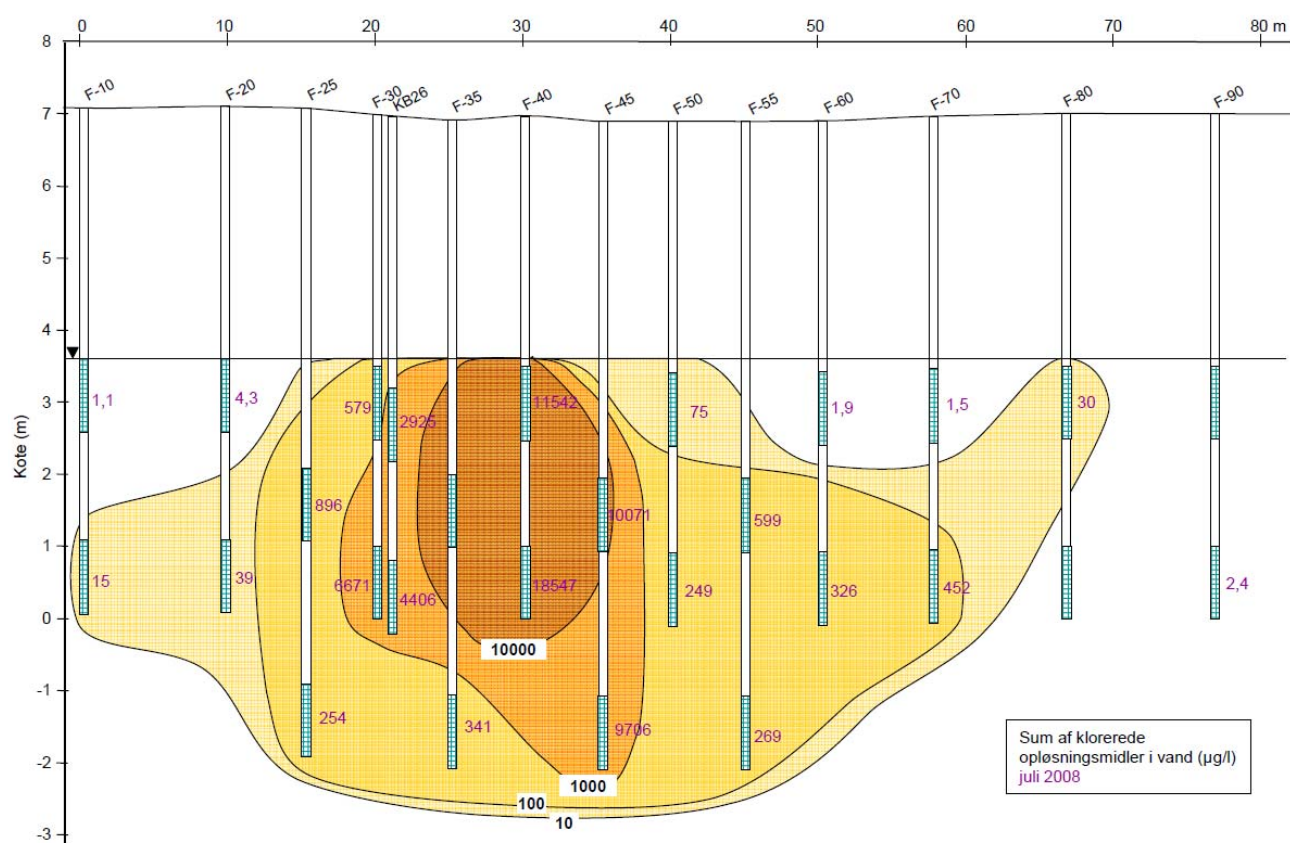 0 10 20 30 40 50 60 70 80 m
8
7
6
5
4
3
2
1
0
-1
-2
-3
Kote (m)
F-10 F-20 F-25 F-30 KB26 F-35 F-40 F-45 F-50 F-55 F-60 F-70 F-80 F-90
1,1 4,3 579 2925 11542 75 1,9 1,5 30
896 10071 599
15 39 6671 4406 18547 249 326 452 2,4
10000
254 341 9706 269
1000
100
10
Sum af klorerede
opløsningsmidler i vand (µg/l)
juli 2008